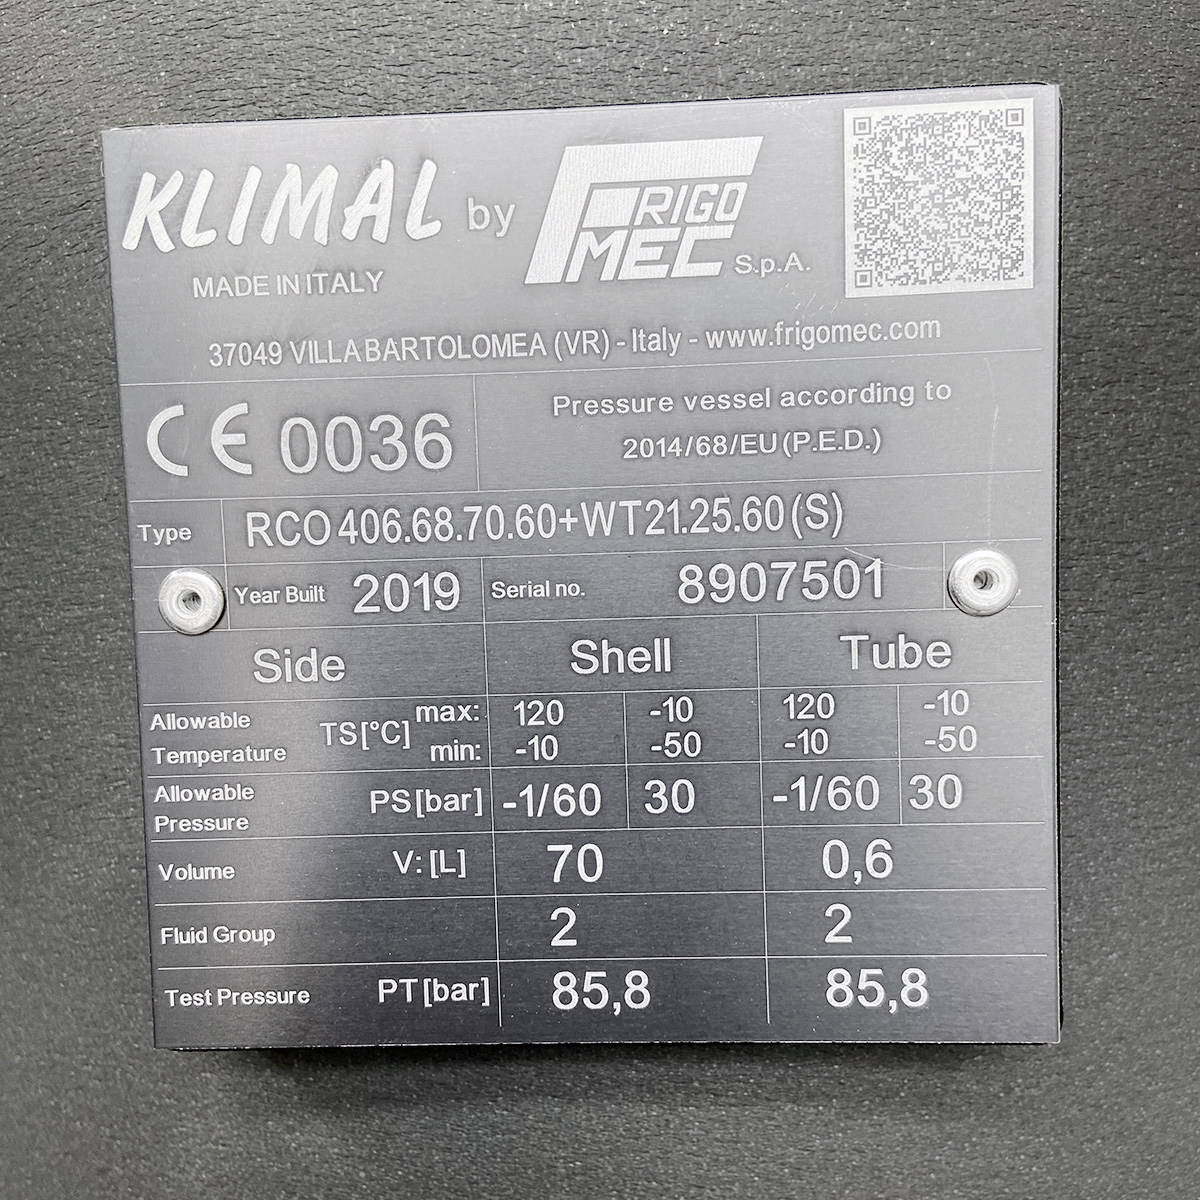 KLIMAL by FRIGO MEC S.p.A.
MADE IN ITALY
37049 VILLA BARTOLOMEA (VR) - Italy - www.frigomec.com
CE 0036
Pressure vessel according to
2014/68/EU (P.E.D.)
Type RCO 406.68.70.60+WT21.25.60 (S)
Year Built 2019 Serial no. 8907501
Side Shell Tube
Allowable Temperature TS[°C] max: 120 -10 120 -10
min: -10 -50 -10 -50
Allowable Pressure PS[bar] -1/60 30 -1/60 30
Volume V: [L] 70 0,6
Fluid Group 2 2
Test Pressure PT[bar] 85,8 85,8